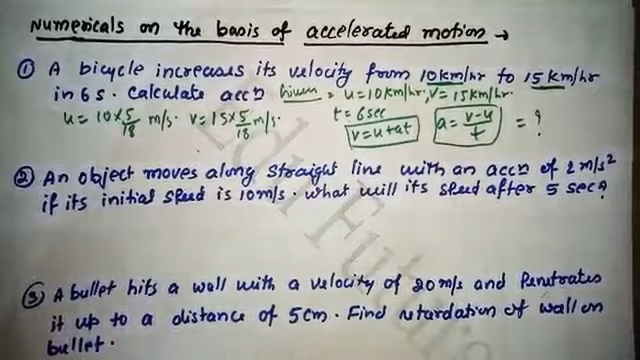 Numericals on the basis of accelerated motion →
① A bicycle increases its velocity from 10km/hr to 15km/hr
in 6s. Calculate accn Given = u=10km/hr, v=15km/hr.
u = 10×5/18 m/s. v=15×5/18 m/s. t=6sec v=u+at a=v-u/t = ?
② An object moves along straight line with an accn of 2m/s²
if its initial speed is 10m/s. what will its speed after 5 sec?
③ A bullet hits a wall with a velocity of 20m/s and Penetrates
it up to a distance of 5cm. Find retardation of wall on
bullet.
Edu Future